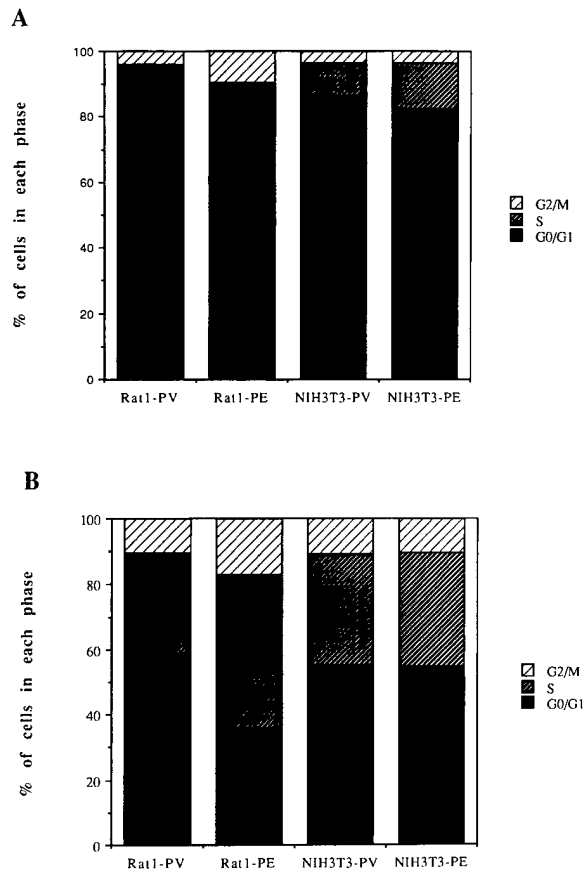 A
% of cells in each phase
100
80
60
40
20
0
Rat1-PV Rat1-PE NIH3T3-PV NIH3T3-PE
G2/M
S
G0/G1
B
% of cells in each phase
100
80
60
40
20
0
Rat1-PV Rat1-PE NIH3T3-PV NIH3T3-PE
G2/M
S
G0/G1